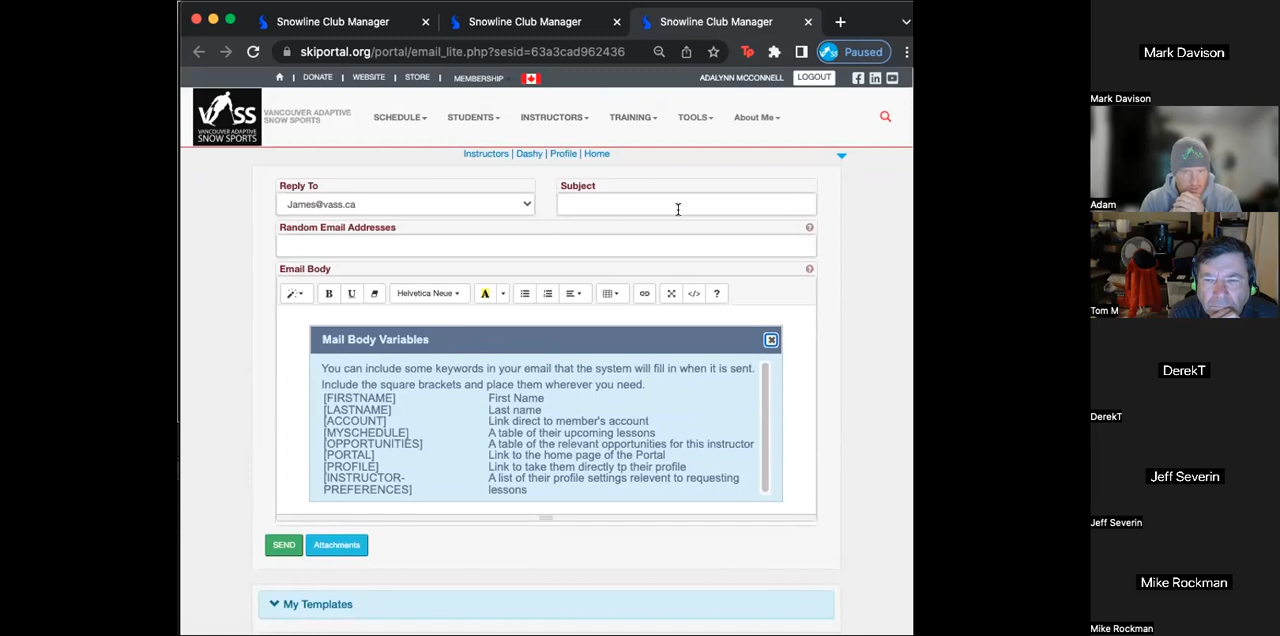 Snowline Club Manager
Snowline Club Manager
Snowline Club Manager
skiportal.org/portal/email_lite.php?sesid=63a3cad962436
Paused
DONATE | WEBSITE | STORE | MEMBERSHIP
ADALYNN MCCONNELL
LOGOUT
VASS
VANCOUVER ADAPTIVE
SNOW SPORTS
VANCOUVER ADAPTIVE
SNOW SPORTS
SCHEDULE
STUDENTS
INSTRUCTORS
TRAINING
TOOLS
About Me
Instructors | Dashy | Profile | Home
Reply To
Subject
James@vass.ca
Random Email Addresses
Email Body
B U Helvetica Neue A </> ?
Mail Body Variables
You can include some keywords in your email that the system will fill in when it is sent.
Include the square brackets and place them wherever you need.
[FIRSTNAME] First Name
[LASTNAME] Last name
[ACCOUNT] Link direct to member's account
[MYSCHEDULE] A table of their upcoming lessons
[OPPORTUNITIES] A table of the relevant opportunities for this instructor
[PORTAL] Link to the home page of the Portal
[PROFILE] Link to take them directly tp their profile
[INSTRUCTOR- A list of their profile settings relevent to requesting
PREFERENCES] lessons
SEND
Attachments
My Templates
Mark Davison
Mark Davison
Adam
Tom M
DerekT
DerekT
Jeff Severin
Jeff Severin
Mike Rockman
Mike Rockman